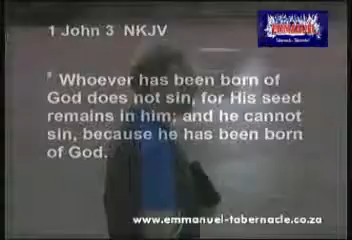 1 John 3 NKJV
EMMANUEL
⁹ Whoever has been born of
God does not sin, for His seed
remains in him; and he cannot
sin, because he has been born
of God.
www.emmanuel-tabernacle.co.za